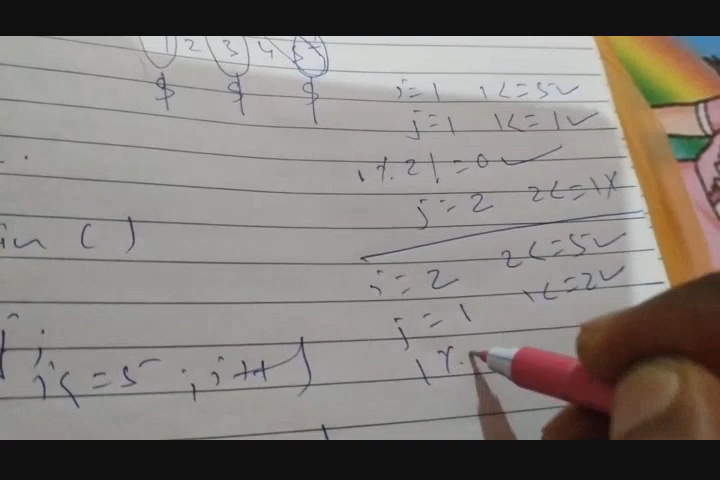 1 2 3 4 5
$ $ $
i=1 1<=5✓
j=1 1<=1✓
1%2!=0✓
j=2 2<=1X
in ( )
i=2 2<=5✓
j=1 1<=2✓
1%.
i<=5 ; i++)